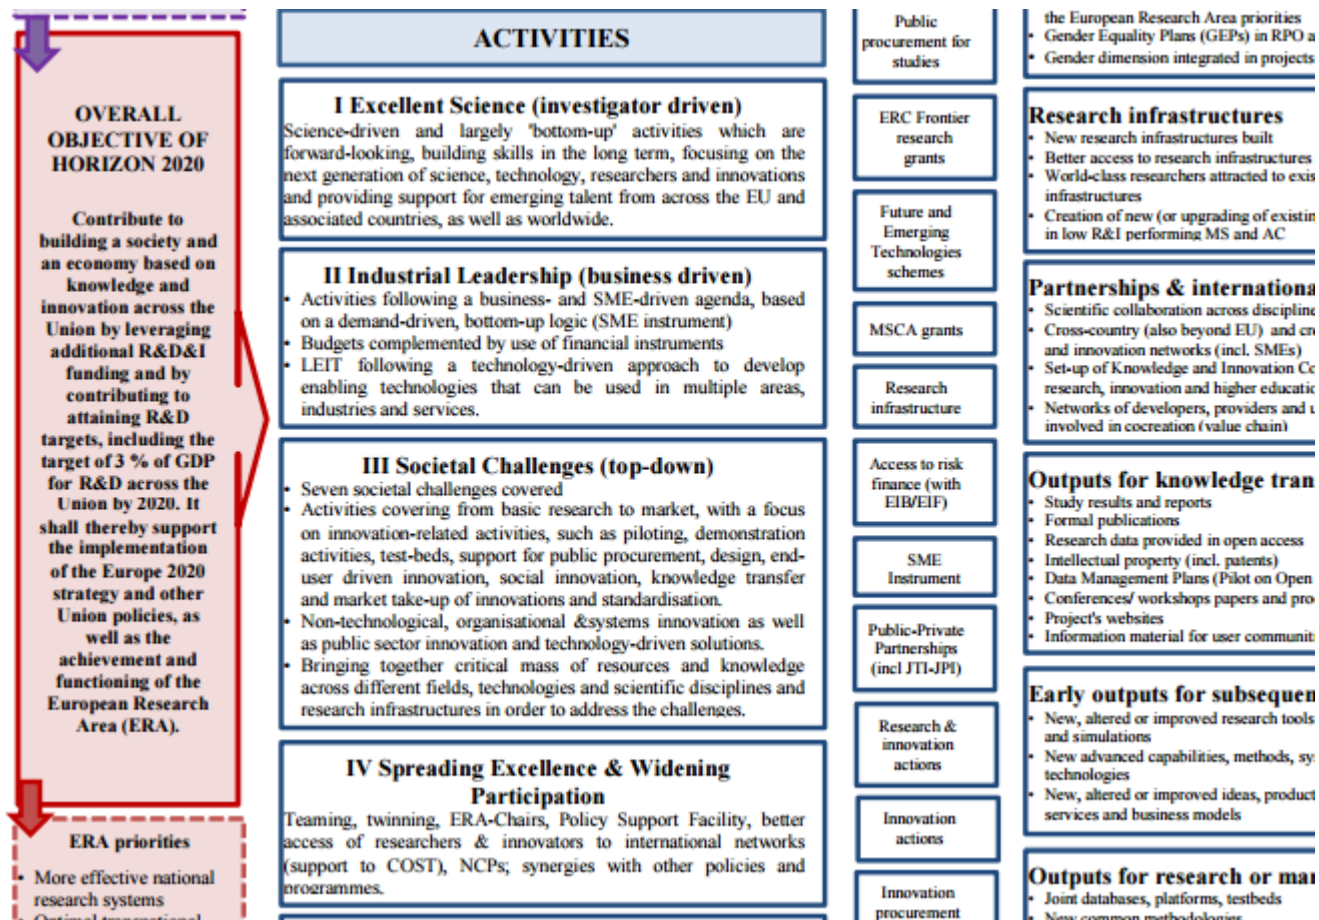 OVERALL
OBJECTIVE OF
HORIZON 2020
Contribute to
building a society and
an economy based on
knowledge and
innovation across the
Union by leveraging
additional R&D&I
funding and by
contributing to
attaining R&D
targets, including the
target of 3 % of GDP
for R&D across the
Union by 2020. It
shall thereby support
the implementation
of the Europe 2020
strategy and other
Union policies, as
well as the
achievement and
functioning of the
European Research
Area (ERA).
ERA priorities
• More effective national
research systems
ACTIVITIES
I Excellent Science (investigator driven)
Science-driven and largely 'bottom-up' activities which are
forward-looking, building skills in the long term, focusing on the
next generation of science, technology, researchers and innovations
and providing support for emerging talent from across the EU and
associated countries, as well as worldwide.
II Industrial Leadership (business driven)
• Activities following a business- and SME-driven agenda, based
on a demand-driven, bottom-up logic (SME instrument)
• Budgets complemented by use of financial instruments
• LEIT following a technology-driven approach to develop
enabling technologies that can be used in multiple areas,
industries and services.
III Societal Challenges (top-down)
• Seven societal challenges covered
• Activities covering from basic research to market, with a focus
on innovation-related activities, such as piloting, demonstration
activities, test-beds, support for public procurement, design, end-
user driven innovation, social innovation, knowledge transfer
and market take-up of innovations and standardisation.
• Non-technological, organisational &systems innovation as well
as public sector innovation and technology-driven solutions.
• Bringing together critical mass of resources and knowledge
across different fields, technologies and scientific disciplines and
research infrastructures in order to address the challenges.
IV Spreading Excellence & Widening
Participation
Teaming, twinning, ERA-Chairs, Policy Support Facility, better
access of researchers & innovators to international networks
(support to COST), NCPs; synergies with other policies and
programmes.
Public
procurement for
studies
ERC Frontier
research
grants
Future and
Emerging
Technologies
schemes
MSCA grants
Research
infrastructure
Access to risk
finance (with
EIB/EIF)
SME
Instrument
Public-Private
Partnerships
(incl JTI-JPI)
Research &
innovation
actions
Innovation
actions
Innovation
procurement
the European Research Area priorities
• Gender Equality Plans (GEPs) in RPO
• Gender dimension integrated in projects
Research infrastructures
• New research infrastructures built
• Better access to research infrastructures
• World-class researchers attracted to
infrastructures
• Creation of new (or upgrading of
in low R&I performing MS and AC
Partnerships &
• Scientific collaboration across
• Cross-country (also beyond EU) and
and innovation networks (incl. SMEs)
• Set-up of Knowledge and Innovation
research, innovation and higher
• Networks of developers, providers and
involved in cocreation (value chain)
Outputs for knowledge
• Study results and reports
• Formal publications
• Research data provided in open access
• Intellectual property (incl. patents)
• Data Management Plans (Pilot on Open
• Conferences/ workshops papers and
• Project's websites
• Information material for user
Early outputs for
• New, altered or improved research tools
and simulations
• New advanced capabilities, methods,
technologies
• New, altered or improved ideas,
services and business models
Outputs for research or
• Joint databases, platforms, testbeds
• New common methodologies